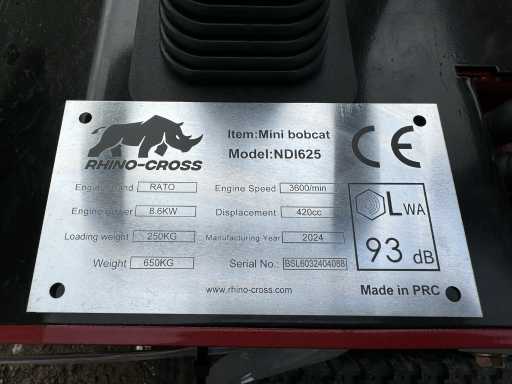 RHINO-CROSS
Item:Mini bobcat
Model:NDI625
CE
Engine brand RATO
Engine Speed 3600/min
Engine power 8.6KW
Displacement 420cc
Loading weight 250KG
Manufacturing Year 2024
Weight 650KG
Serial No.: BSL6032404088
LWA
93 dB
www.rhino-cross.com
Made in PRC